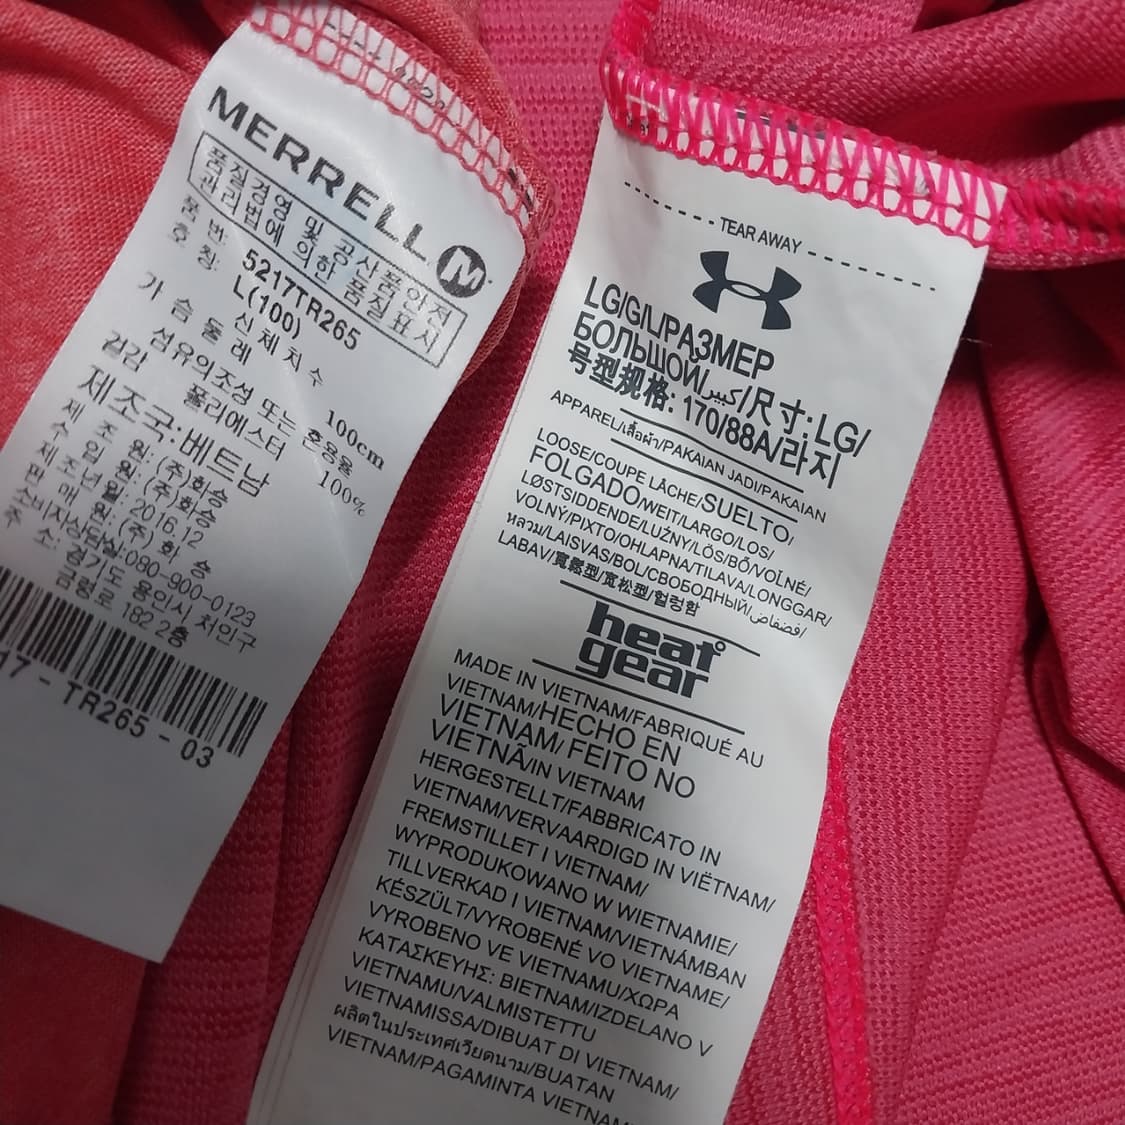 MERRELL M
품질경영 및 공산품안전
관리법에 의한 품질표시
품 번: 5217TR265
호 칭: L(100)
신체치수
가슴둘레 100cm
섬유의조성 또는 혼용율
겉감 폴리에스터 100%
제조국:베트남
제 조 원: (주)화승
수 입 원: (주)화승
제조년월: 2016.12
판 매 원: (주) 화 승
소비자상담실:080-900-0123
주 소: 경기도 용인시 처인구
금령로 182 2층
17 - TR265 - 03
TEAR AWAY
LG/G/L/РАЗМЕР
БОЛЬШОЙ/كبير/尺寸:LG/
号型规格: 170/88A/라지
APPAREL/เสื้อผ้า/PAKAIAN JADI/PAKAIAN
LOOSE/COUPE LÂCHE/SUELTO/
FOLGADO/WEIT/LARGO/LOS/
LØSTSIDDENDE/LUŹNY/LÖS/BŐ/VOĽNÉ/
VOLNÝ/PIXTO/OHLAPNA/TILAVA/LONGGAR/
หลวม/LAISVAS/BOL/СВОБОДНЫЙ/فضفاض/
LABAV/寬鬆型/宽松型/헐렁함
heat
gear
MADE IN VIETNAM/FABRIQUÉ AU
VIETNAM/HECHO EN
VIETNAM/ FEITO NO
VIETNÃ/IN VIETNAM
HERGESTELLT/FABBRICATO IN
VIETNAM/VERVAARDIGD IN VIËTNAM/
FREMSTILLET I VIETNAM/
WYPRODUKOWANO W WIETNAMIE/
TILLVERKAD I VIETNAM/VIETNÁMBAN
KÉSZÜLT/VYROBENÉ VO VIETNAME/
VYROBENO VE VIETNAMU/ΧΩΡΑ
ΚΑΤΑΣΚΕΥΗΣ: ΒΙΕΤΝΑΜ/IZDELANO V
VIETNAMU/VALMISTETTU
VIETNAMISSA/DIBUAT DI VIETNAM/
ผลิตในประเทศเวียดนาม/BUATAN
VIETNAM/PAGAMINTA VIETNAM